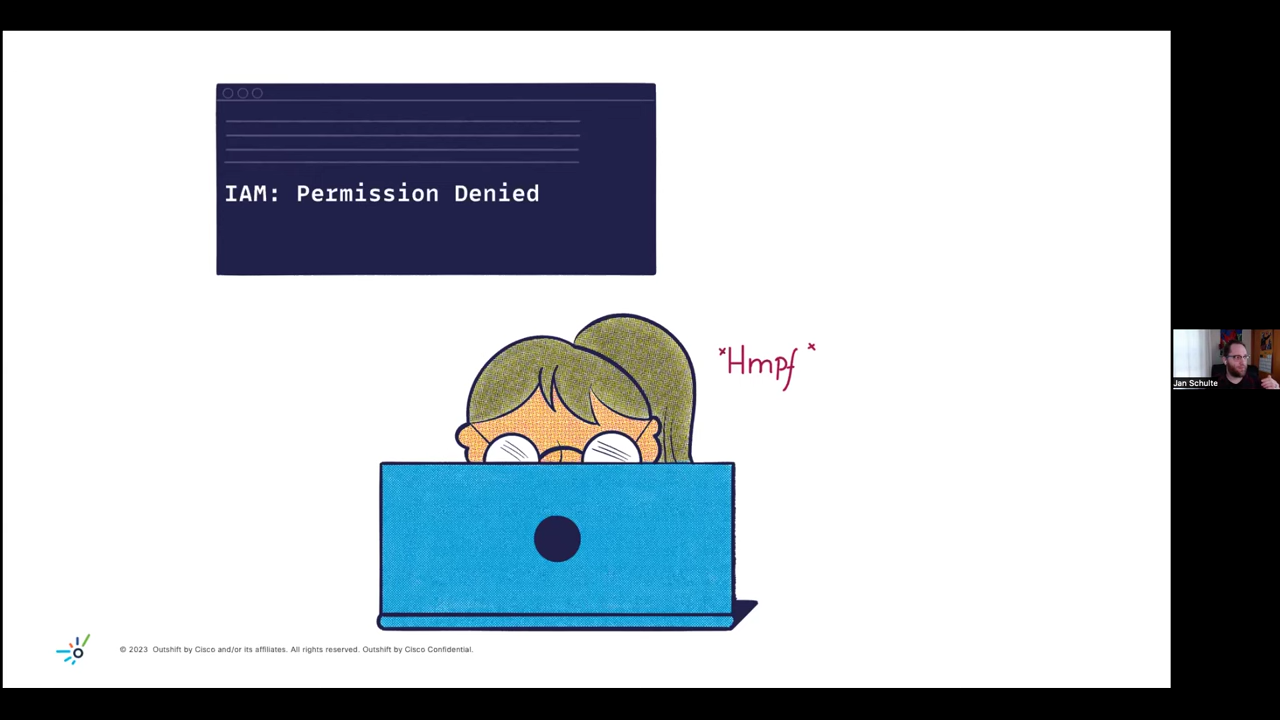 IAM: Permission Denied
*Hmpf*
Jan Schulte
© 2023 Outshift by Cisco and/or its affiliates. All rights reserved. Outshift by Cisco Confidential.